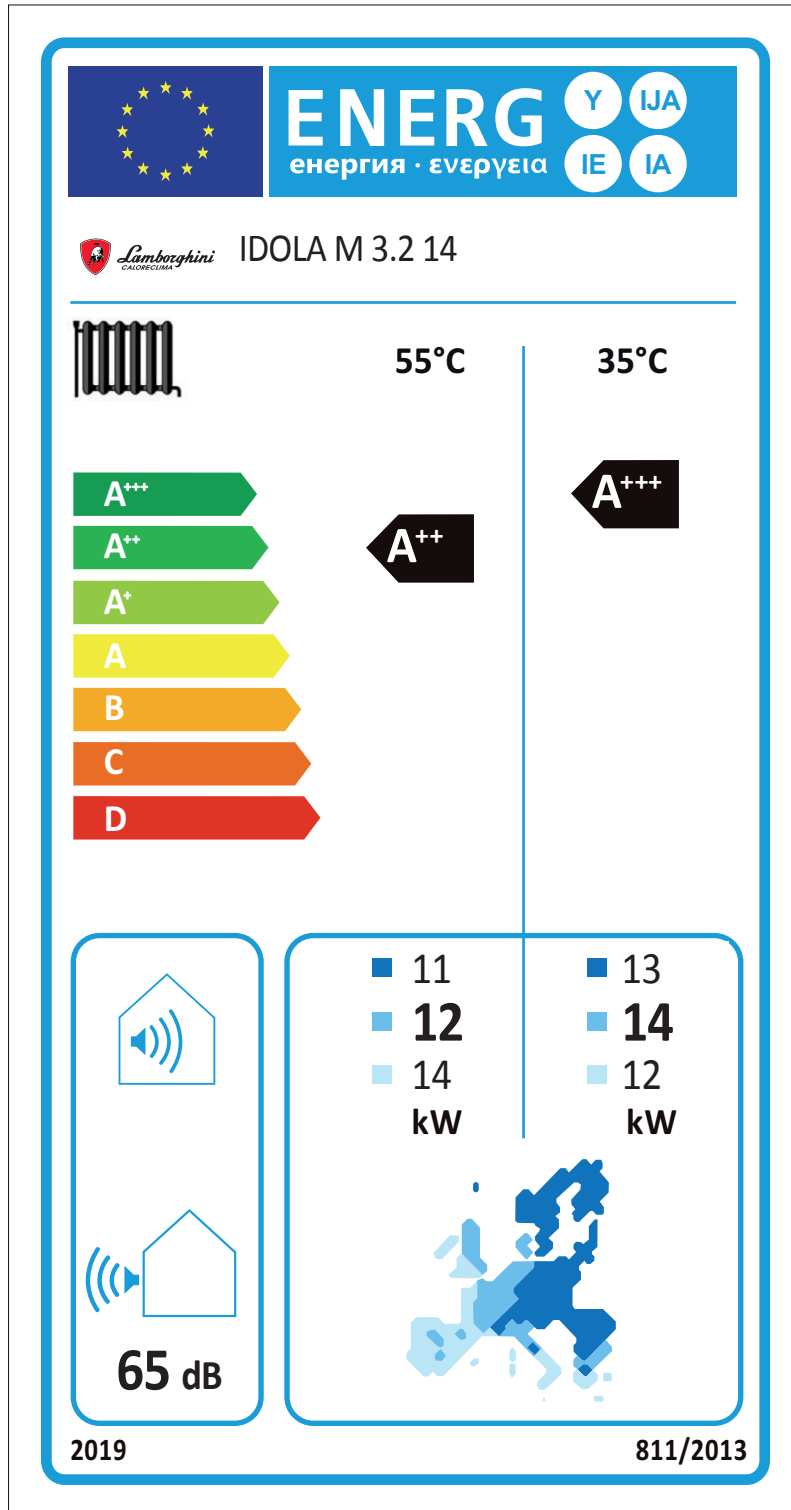 ENERG
енергия · ενεργεια
Y IJA
IE IA
Lamborghini
CALORECLIMA
IDOLA M 3.2 14
55°C 35°C
A+++
A++
A+
A
B
C
D
A++
A+++
11 13
12 14
14 12
kW kW
65 dB
2019 811/2013